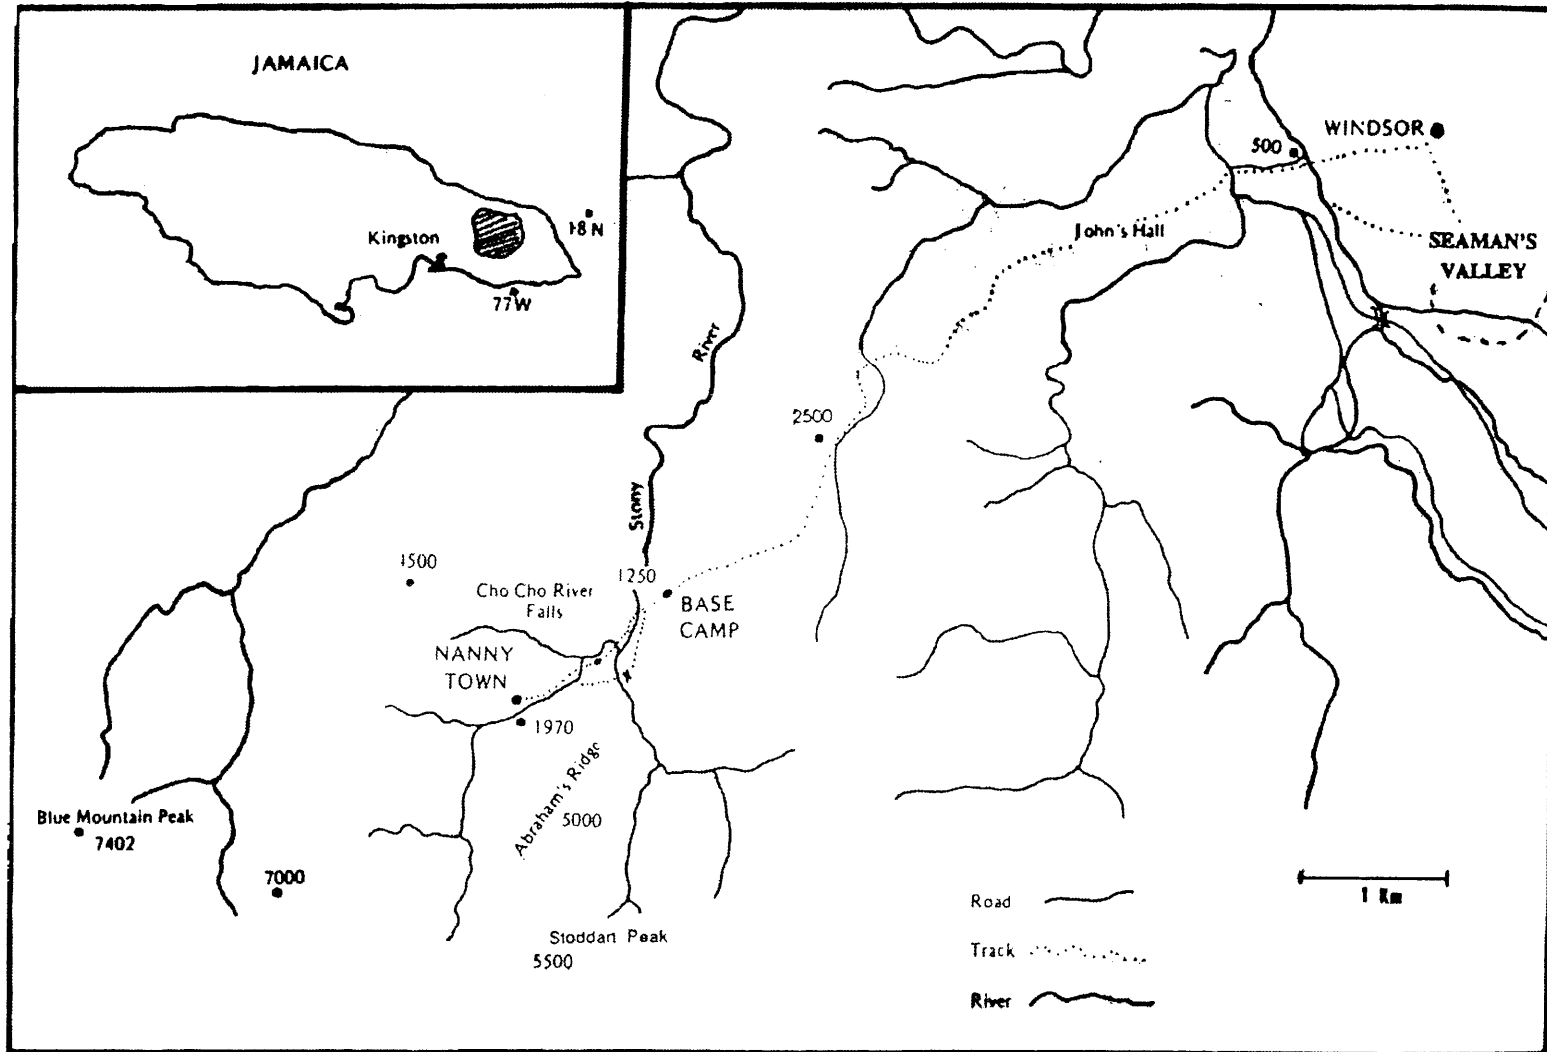 JAMAICA
Kingston
18 N
77 W
WINDSOR
500
John's Hall
SEAMAN'S
VALLEY
River
Stony
2500
1500
1250
Cho Cho River
Falls
BASE
CAMP
NANNY
TOWN
1970
Abraham's Ridge
5000
Blue Mountain Peak
7402
7000
Stoddart Peak
5500
1 Km
Road
Track
River